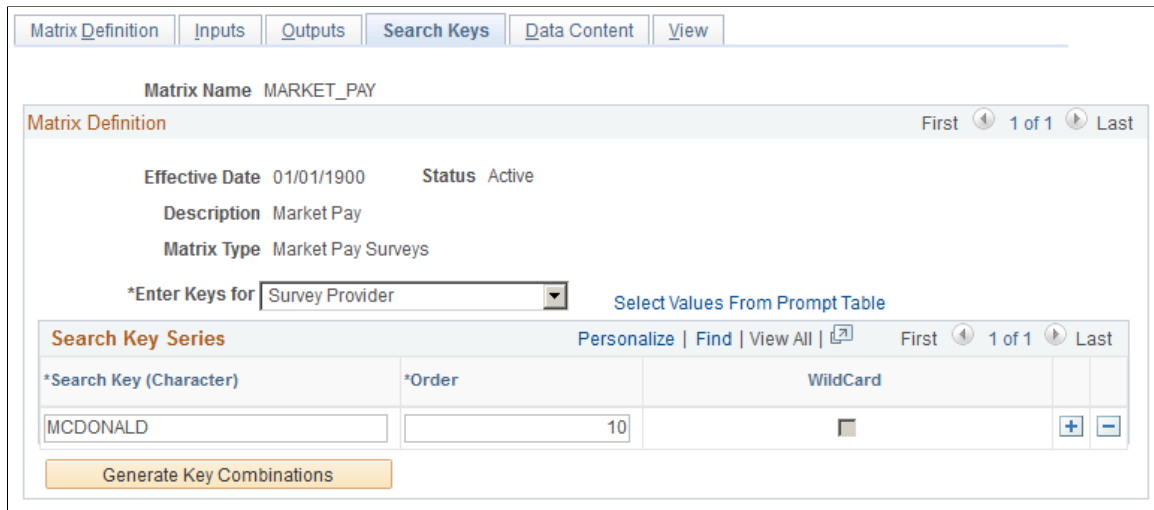 Matrix Definition Inputs Outputs Search Keys Data Content View
Matrix Name MARKET_PAY
Matrix Definition First 1 of 1 Last
Effective Date 01/01/1900 Status Active
Description Market Pay
Matrix Type Market Pay Surveys
*Enter Keys for Survey Provider Select Values From Prompt Table
Search Key Series Personalize | Find | View All | First 1 of 1 Last
*Search Key (Character) *Order WildCard
MCDONALD 10
Generate Key Combinations